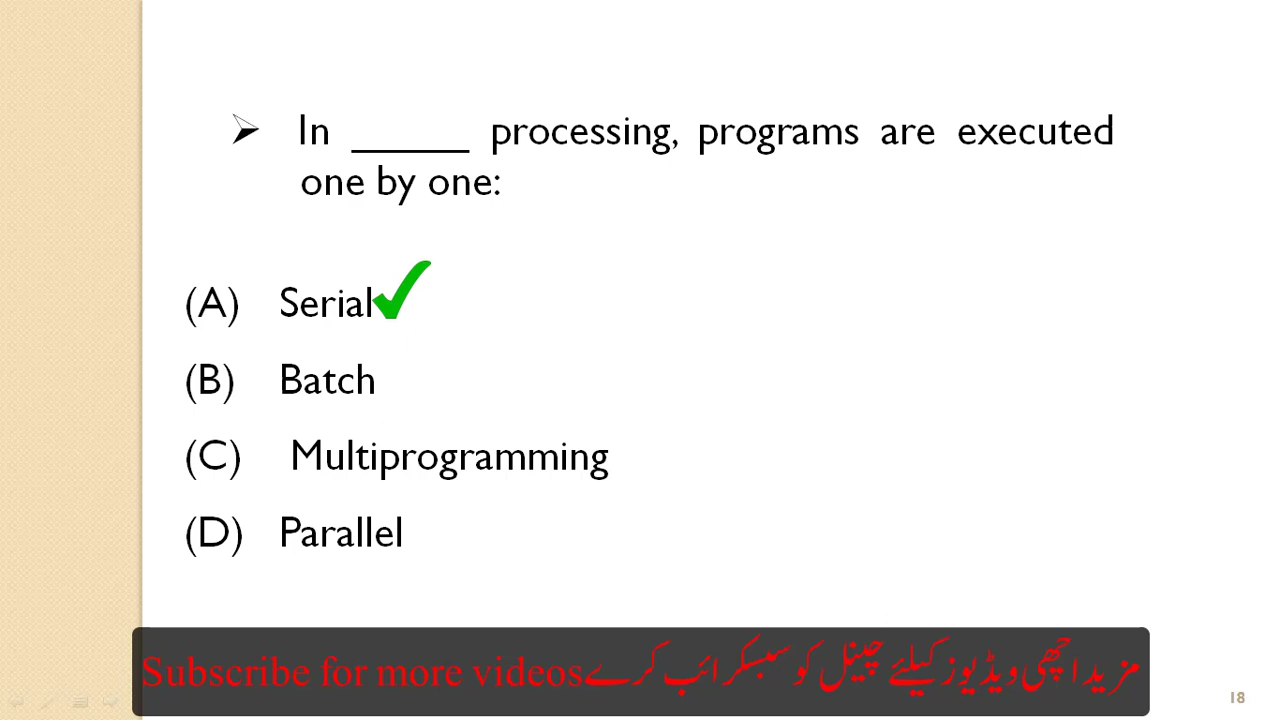 ➢ In _____ processing, programs are executed
one by one:
(A) Serial
(B) Batch
(C) Multiprogramming
(D) Parallel
Subscribe for more videos مزید اچھی ویڈیوز کیلئے چینل کو سبسکرائب کرے
18